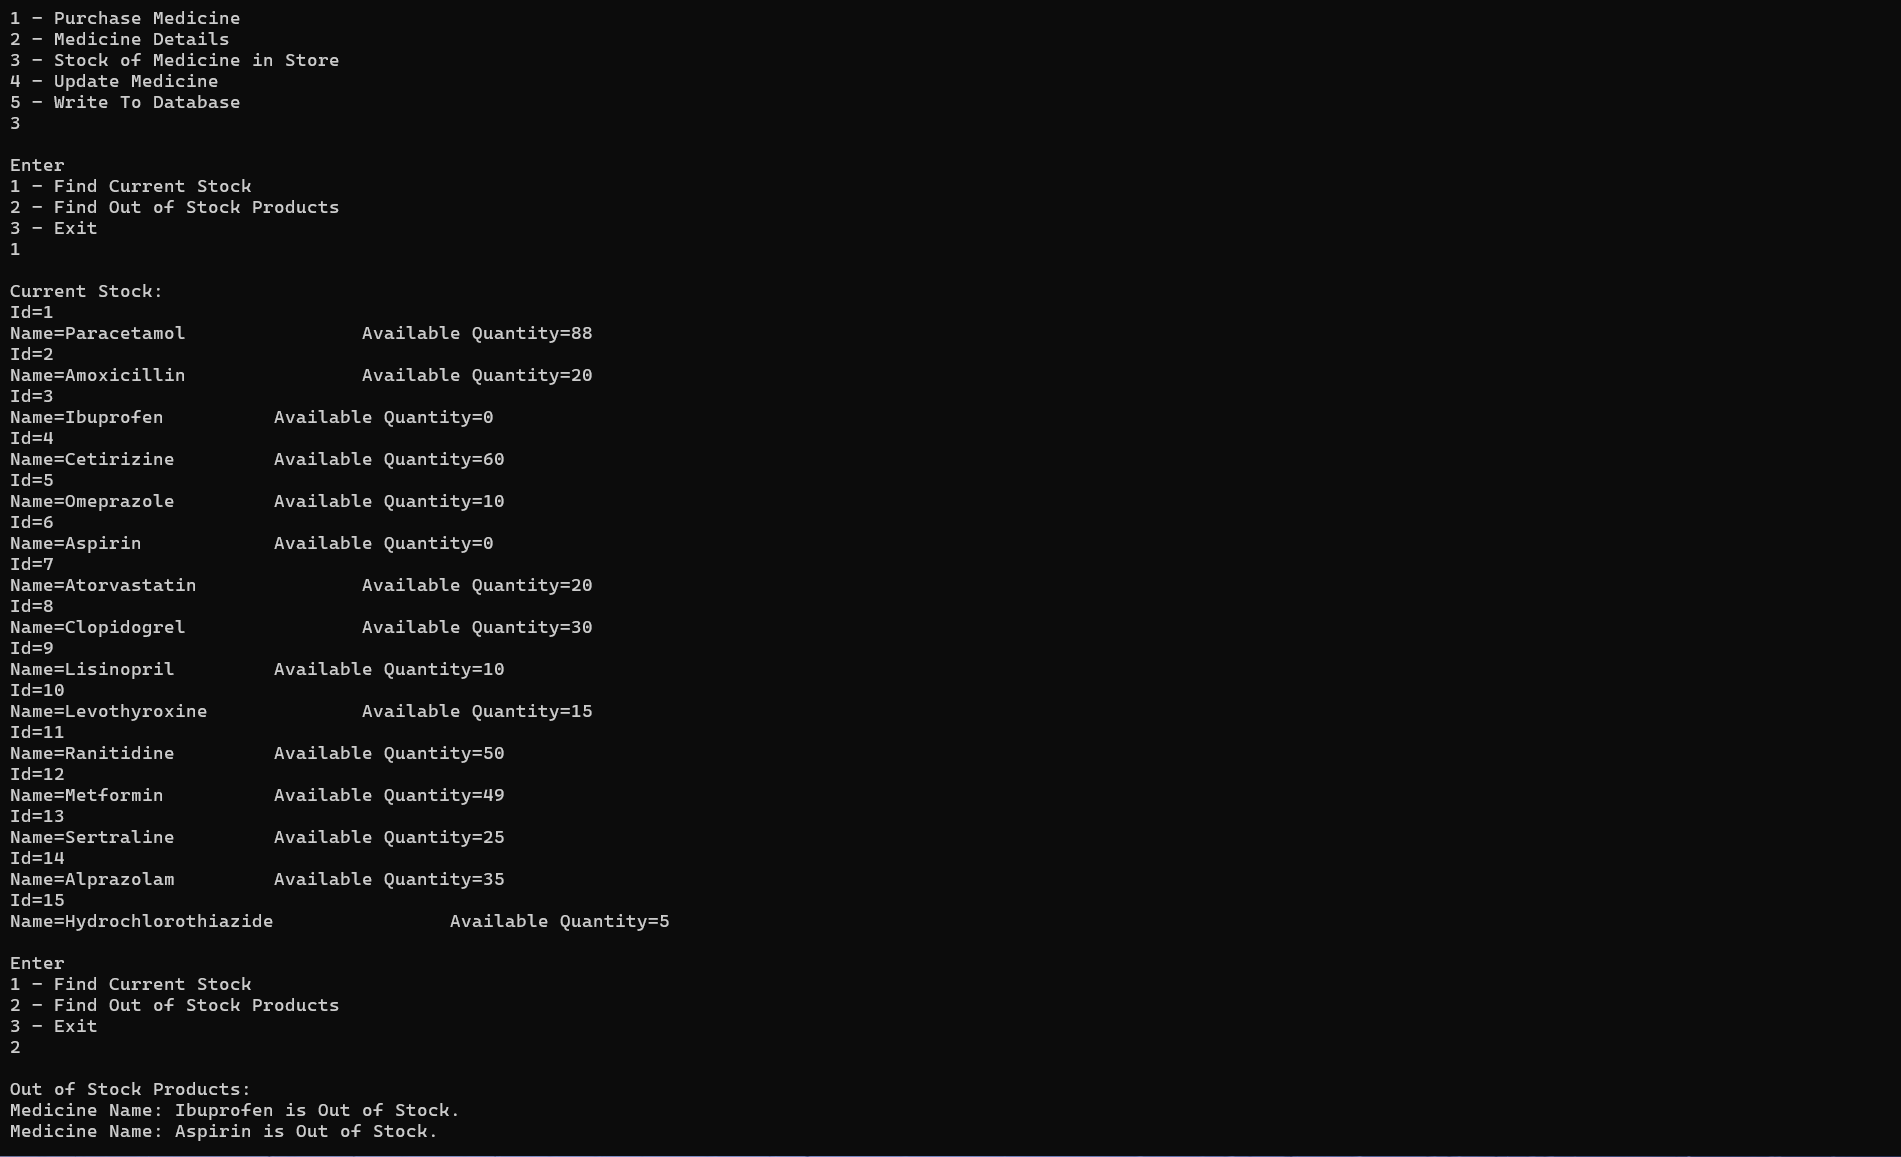 1 - Purchase Medicine
2 - Medicine Details
3 - Stock of Medicine in Store
4 - Update Medicine
5 - Write To Database
3
Enter
1 - Find Current Stock
2 - Find Out of Stock Products
3 - Exit
1
Current Stock:
Id=1
Name=Paracetamol                Available Quantity=88
Id=2
Name=Amoxicillin                Available Quantity=20
Id=3
Name=Ibuprofen          Available Quantity=0
Id=4
Name=Cetirizine         Available Quantity=60
Id=5
Name=Omeprazole         Available Quantity=10
Id=6
Name=Aspirin            Available Quantity=0
Id=7
Name=Atorvastatin               Available Quantity=20
Id=8
Name=Clopidogrel                Available Quantity=30
Id=9
Name=Lisinopril         Available Quantity=10
Id=10
Name=Levothyroxine              Available Quantity=15
Id=11
Name=Ranitidine         Available Quantity=50
Id=12
Name=Metformin          Available Quantity=49
Id=13
Name=Sertraline         Available Quantity=25
Id=14
Name=Alprazolam         Available Quantity=35
Id=15
Name=Hydrochlorothiazide                Available Quantity=5
Enter
1 - Find Current Stock
2 - Find Out of Stock Products
3 - Exit
2
Out of Stock Products:
Medicine Name: Ibuprofen is Out of Stock.
Medicine Name: Aspirin is Out of Stock.